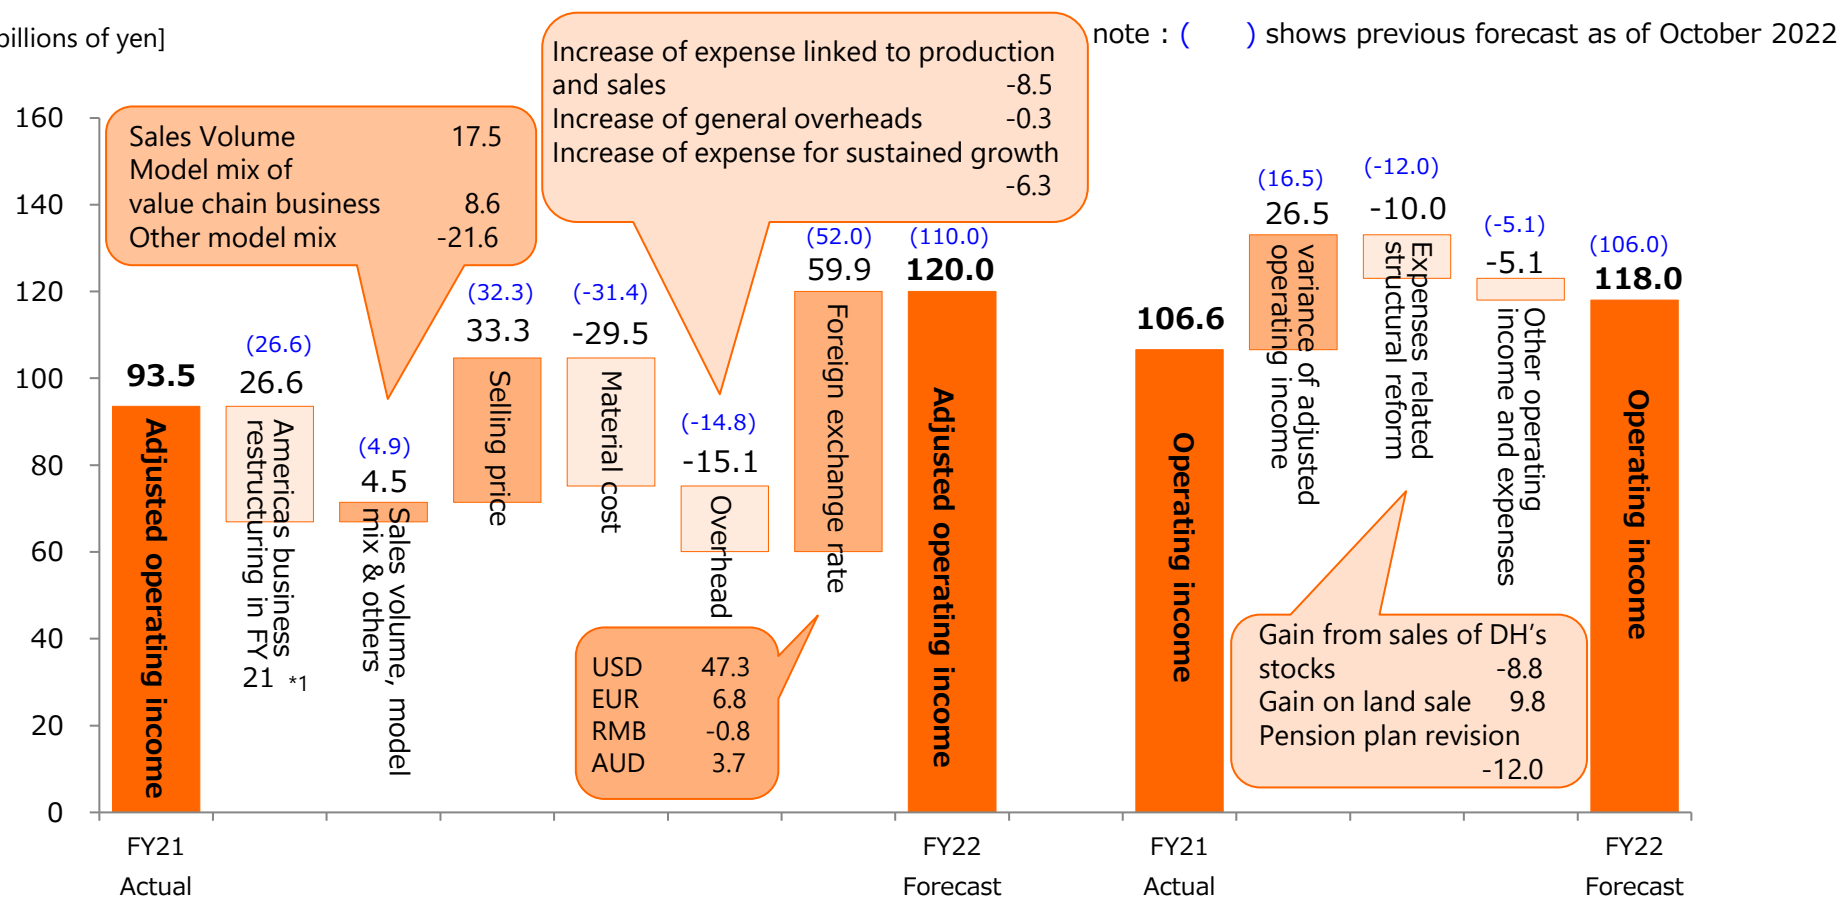 billions of yen]
note : (      ) shows previous forecast as of October 2022
Increase of expense linked to production
and sales -8.5
Increase of general overheads -0.3
Increase of expense for sustained growth
-6.3
Sales Volume 17.5
Model mix of
value chain business 8.6
Other model mix -21.6
160
140
120
100
80
60
40
20
0
93.5
Adjusted operating income
(26.6)
26.6
Americas business
restructuring in FY
21 *1
(4.9)
4.5
Sales volume, model
mix & others
(32.3)
33.3
Selling price
(-31.4)
-29.5
Material cost
(-14.8)
-15.1
Overhead
(52.0)
59.9
Foreign exchange rate
USD 47.3
EUR 6.8
RMB -0.8
AUD 3.7
(110.0)
120.0
Adjusted operating income
106.6
Operating income
(16.5)
26.5
variance of adjusted
operating income
(-12.0)
-10.0
Expenses related
structural reform
(-5.1)
-5.1
Other operating
income and expenses
(106.0)
118.0
Operating income
Gain from sales of DH's
stocks -8.8
Gain on land sale 9.8
Pension plan revision
-12.0
FY21
Actual
FY22
Forecast
FY21
Actual
FY22
Forecast